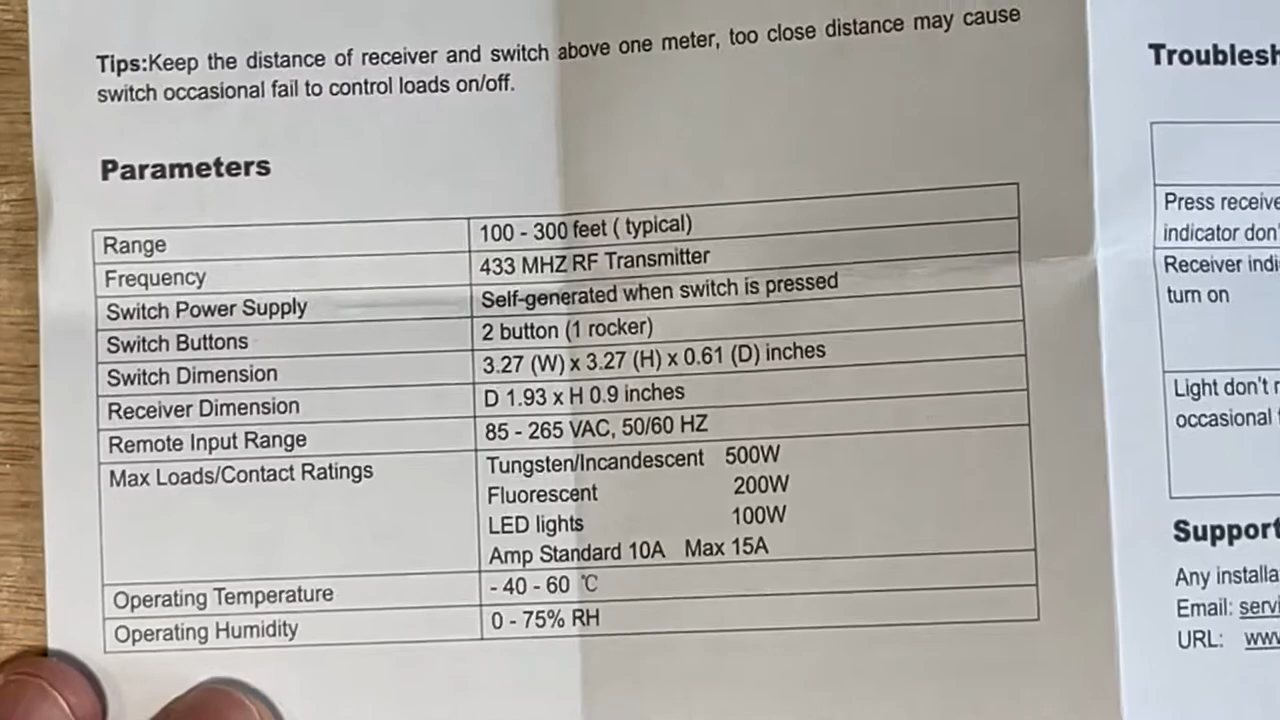 Tips:Keep the distance of receiver and switch above one meter, too close distance may cause
switch occasional fail to control loads on/off.
Parameters
Range 100 - 300 feet ( typical)
Frequency 433 MHZ RF Transmitter
Switch Power Supply Self-generated when switch is pressed
Switch Buttons 2 button (1 rocker)
Switch Dimension 3.27 (W) x 3.27 (H) x 0.61 (D) inches
Receiver Dimension D 1.93 x H 0.9 inches
Remote Input Range 85 - 265 VAC, 50/60 HZ
Max Loads/Contact Ratings Tungsten/Incandescent 500W
Fluorescent 200W
LED lights 100W
Amp Standard 10A Max 15A
Operating Temperature - 40 - 60 ℃
Operating Humidity 0 - 75% RH
Press
indicator
Receiver
turn on
Light don't
occasional
Support
Any
Email:
URL: